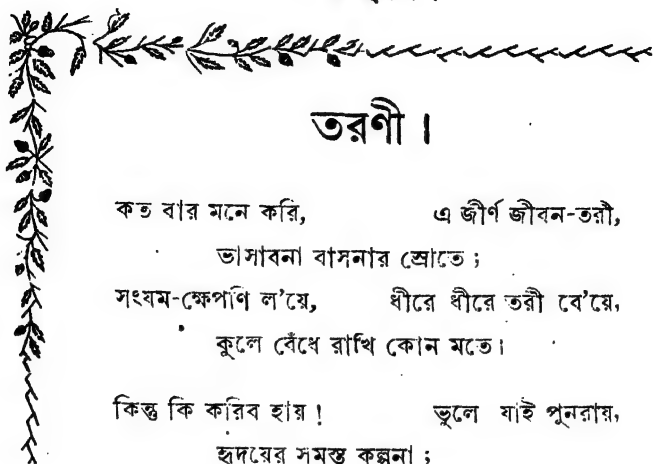 তরণী।
কত বার মনে করি, এ জীর্ণ জীবন-তরী,
ভাসাবনা বাসনার স্রোতে ;
সংযম-ক্ষেপণি ল'য়ে, ধীরে ধীরে তরী বে'য়ে,
কূলে বেঁধে রাখি কোন মতে।
কিন্তু কি করিব হায় ! ভুলে যাই পুনরায়,
হৃদয়ের সমস্ত কল্পনা ;